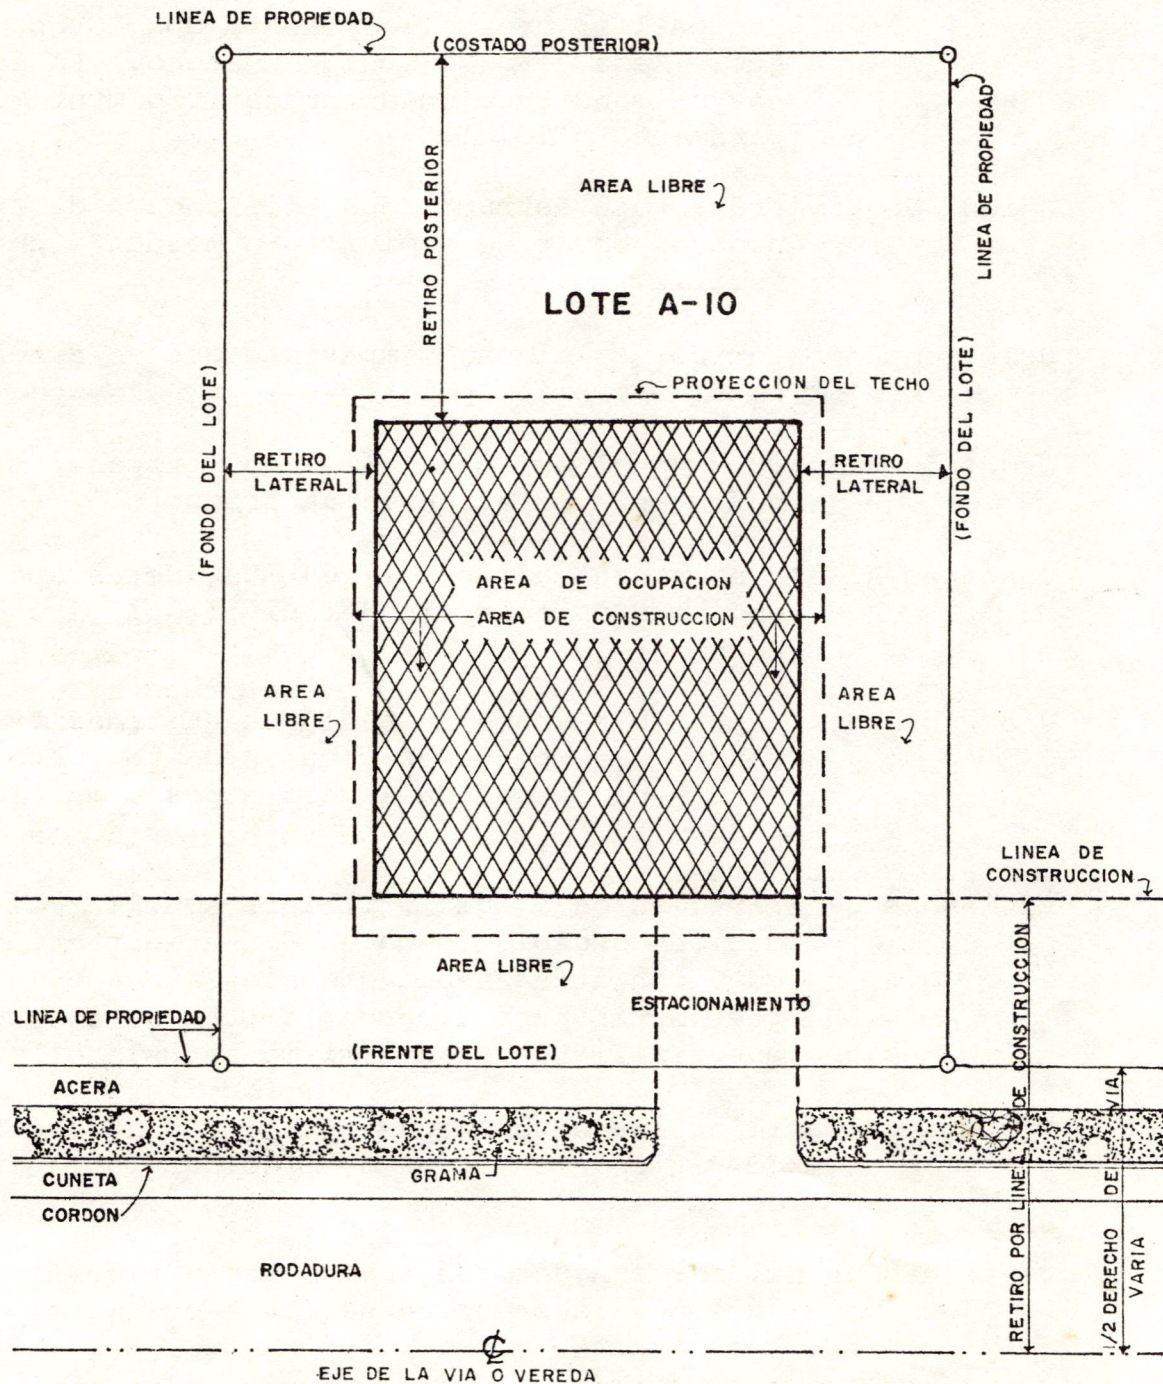 LINEA DE PROPIEDAD
(COSTADO POSTERIOR)
LINEA DE PROPIEDAD
RETIRO POSTERIOR
AREA LIBRE
LOTE A-10
PROYECCION DEL TECHO
(FONDO DEL LOTE)
(FONDO DEL LOTE)
RETIRO
LATERAL
RETIRO
LATERAL
AREA DE OCUPACION
AREA DE CONSTRUCCION
AREA
LIBRE
AREA
LIBRE
LINEA DE
CONSTRUCCION
AREA LIBRE
ESTACIONAMIENTO
LINEA DE PROPIEDAD
(FRENTE DEL LOTE)
ACERA
GRAMA
CUNETA
CORDON
RETIRO POR LINEA DE CONSTRUCCION
1/2 DERECHO DE VIA
VARIA
RODADURA
EJE DE LA VIA O VEREDA